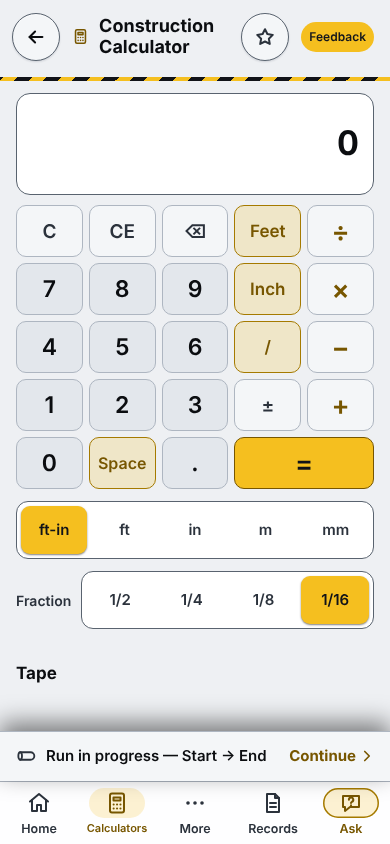 Construction
Calculator
Feedback
0
C CE Feet ÷
7 8 9 Inch ×
4 5 6 / −
1 2 3 ± +
0 Space . =
ft-in ft in m mm
Fraction 1/2 1/4 1/8 1/16
Tape
Run in progress — Start → End Continue >
Home Calculators More Records Ask